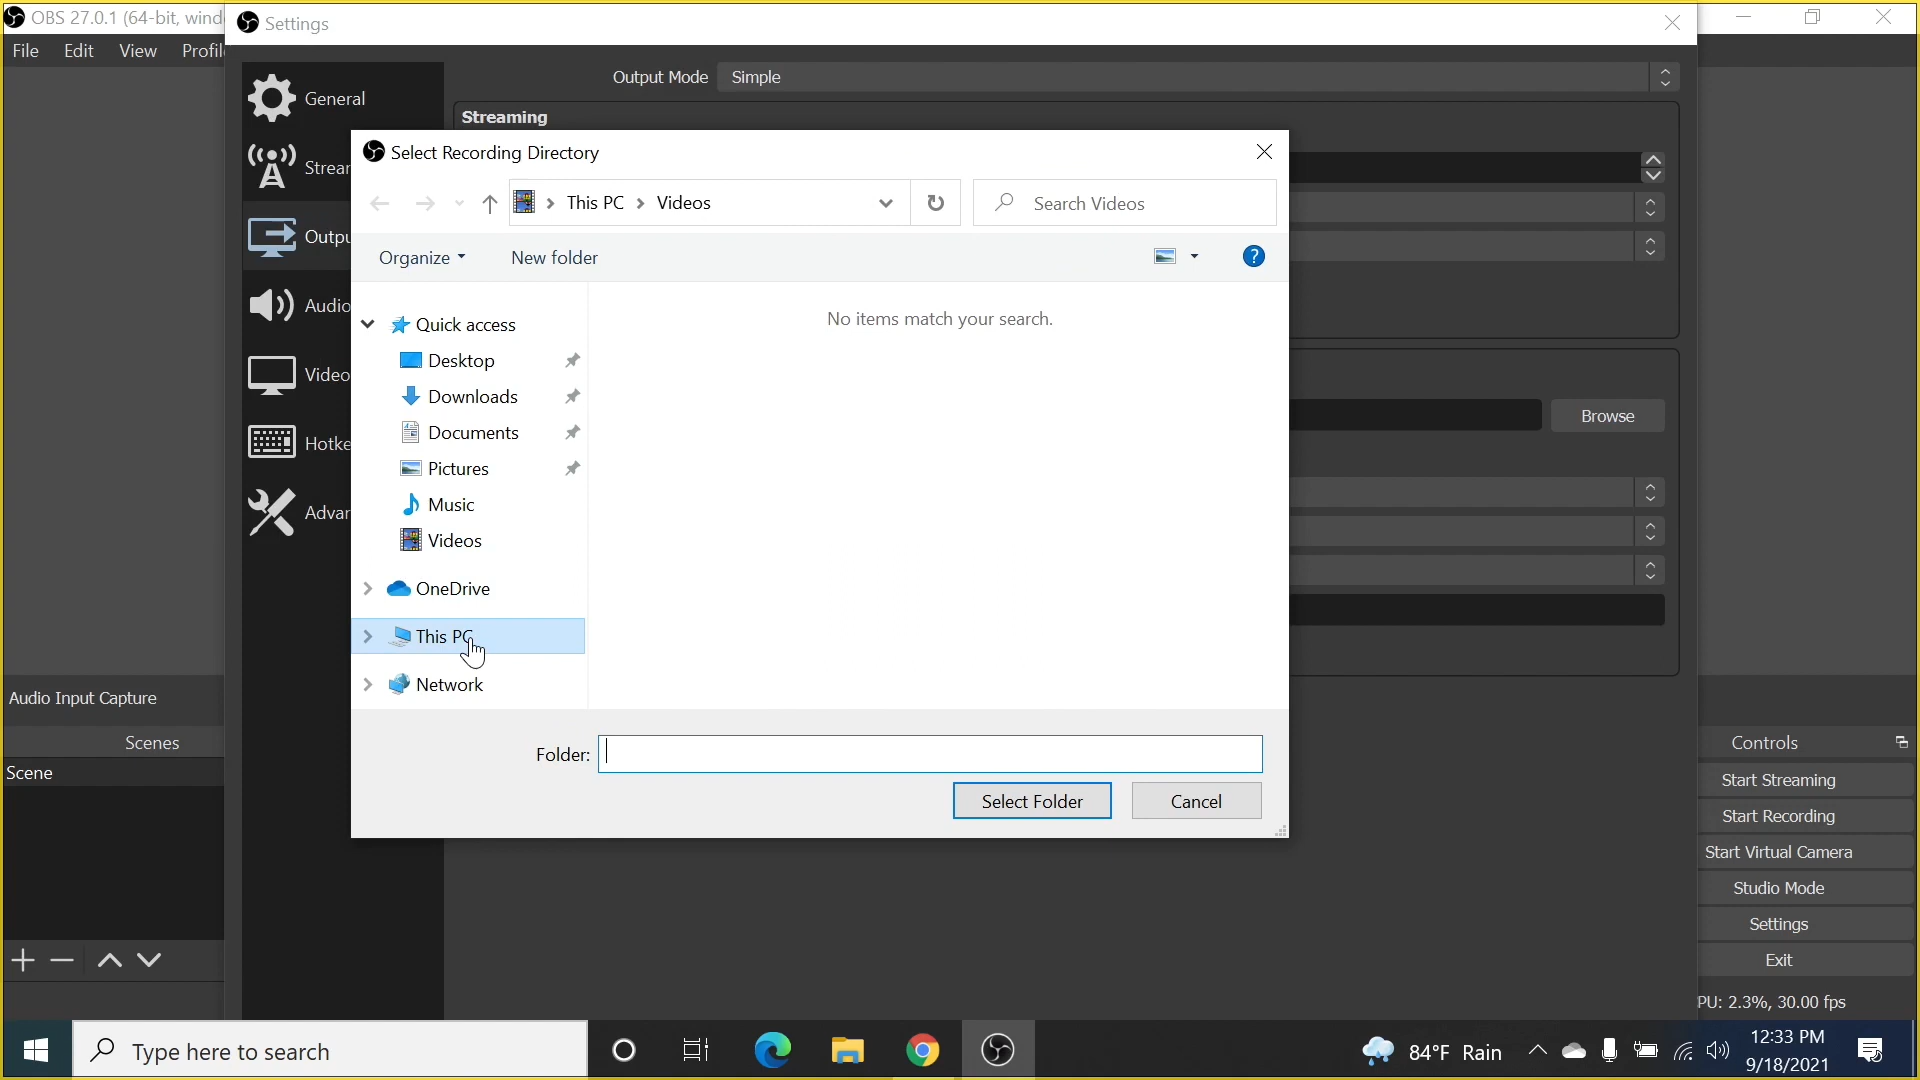 OBS 27.0.1 (64-bit, wind
File Edit View Profil
Settings
General
Strear
Outpu
Audio
Video
Hotke
Advar
Output Mode Simple
Streaming
Select Recording Directory
This PC Videos
Search Videos
Organize New folder
?
No items match your search.
Quick access
Desktop
Downloads
Documents
Pictures
Music
Videos
OneDrive
This PC
Network
Folder:
Select Folder Cancel
Browse
Audio Input Capture
Scenes
Scene
Controls
Start Streaming
Start Recording
Start Virtual Camera
Studio Mode
Settings
Exit
PU: 2.3%, 30.00 fps
Type here to search
84°F Rain
12:33 PM
9/18/2021